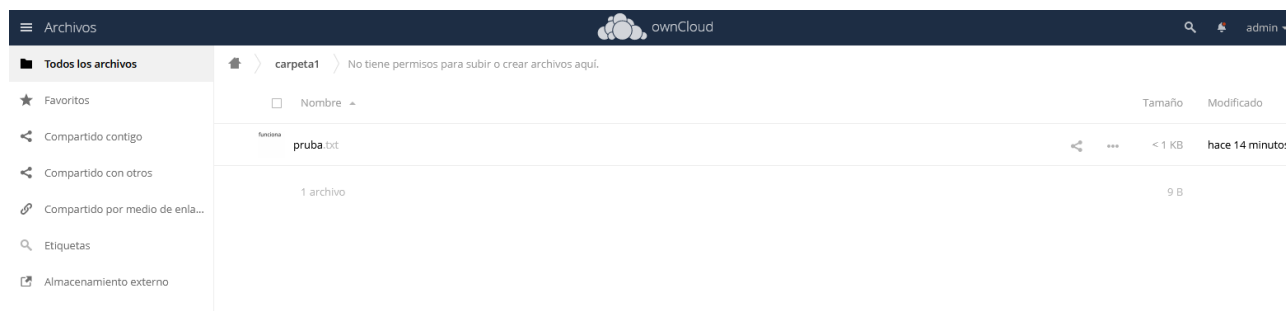 Archivos
ownCloud
admin
Todos los archivos
carpeta1
No tiene permisos para subir o crear archivos aquí.
Favoritos
Nombre
Tamaño
Modificado
Compartido contigo
funciona
pruba.txt
< 1 KB
hace 14 minutos
Compartido con otros
1 archivo
9 B
Compartido por medio de enla...
Etiquetas
Almacenamiento externo